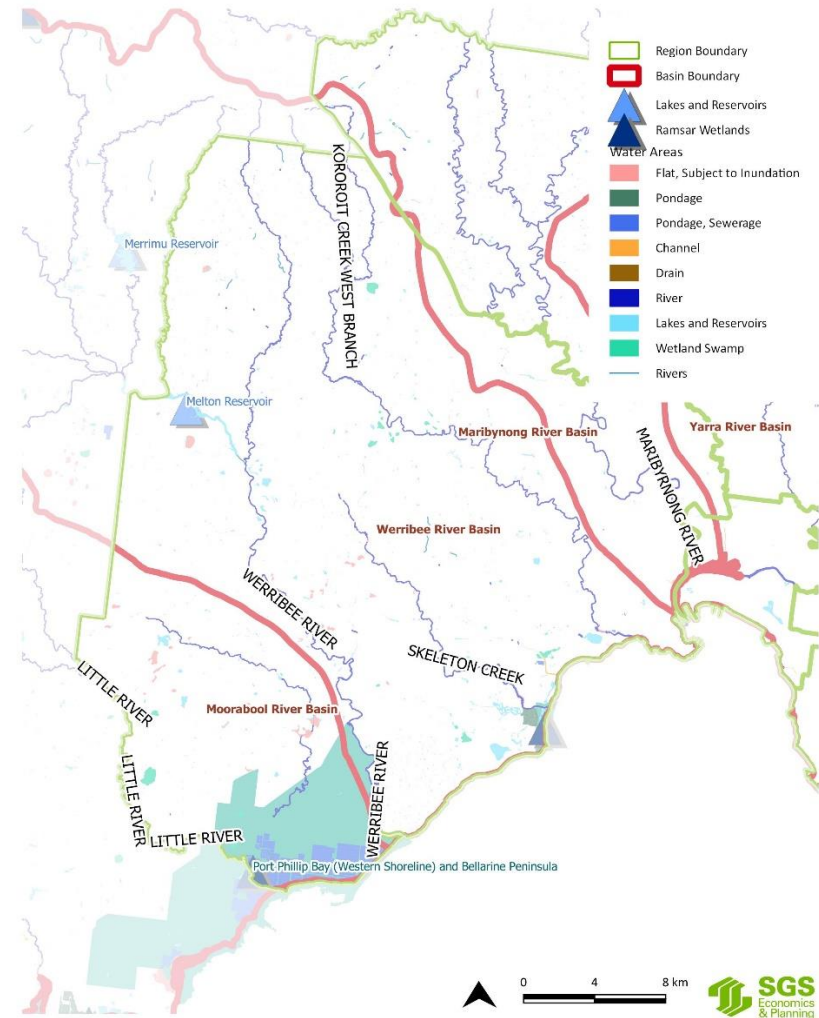 Region Boundary
Basin Boundary
Lakes and Reservoirs
Ramsar Wetlands
Water Areas
Flat, Subject to Inundation
Pondage
Pondage, Sewerage
Channel
Drain
River
Lakes and Reservoirs
Wetland Swamp
Rivers
KOROROIT CREEK WEST BRANCH
Merrimu Reservoir
Melton Reservoir
Maribynong River Basin
Yarra River Basin
MARIBYRNONG RIVER
Werribee River Basin
WERRIBEE RIVER
SKELETON CREEK
LITTLE RIVER
Moorabool River Basin
LITTLE RIVER
WERRIBEE RIVER
LITTLE RIVER
Port Phillip Bay (Western Shoreline) and Bellarine Peninsula
0 4 8 km
SGS
Economics
& Planning